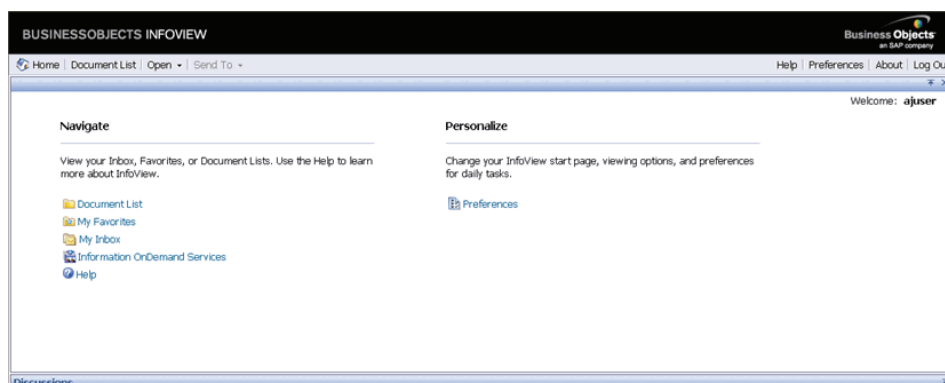 BUSINESSOBJECTS INFOVIEW
Business Objects
an SAP company
Home | Document List | Open | Send To
Help | Preferences | About | Log Ou
Welcome: ajuser
Navigate
View your Inbox, Favorites, or Document Lists. Use the Help to learn
more about InfoView.
Document List
My Favorites
My Inbox
Information OnDemand Services
Help
Personalize
Change your InfoView start page, viewing options, and preferences
for daily tasks.
Preferences
Discussions